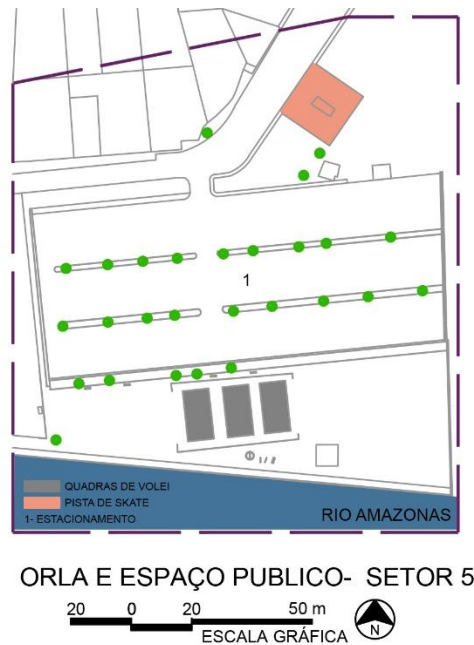 1
QUADRAS DE VOLEI
PISTA DE SKATE
1- ESTACIONAMENTO
RIO AMAZONAS
ORLA E ESPAÇO PUBLICO- SETOR 5
20 0 20 50 m
ESCALA GRÁFICA
N